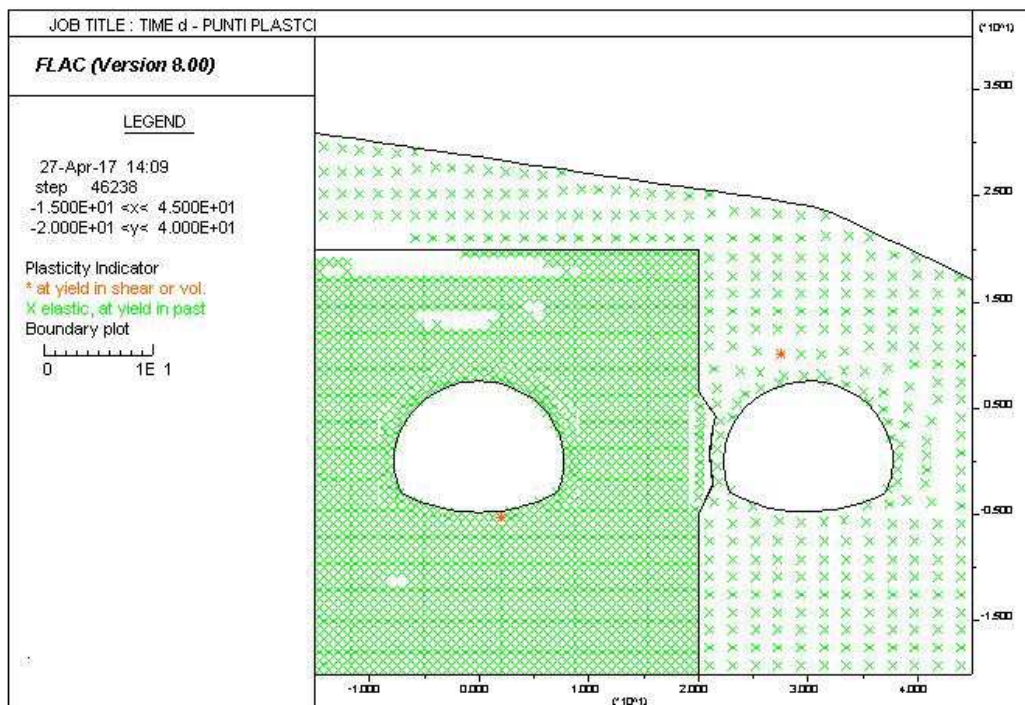 JOB TITLE : TIME d - PUNTI PLASTCI
(*10^1)
FLAC (Version 8.00)
LEGEND
27-Apr-17 14:09
step 46238
-1.500E+01 <x< 4.500E+01
-2.000E+01 <y< 4.000E+01
Plasticity Indicator
* at yield in shear or vol.
X elastic, at yield in past
Boundary plot
0 1E 1
3.500
2.500
1.500
0.500
-0.500
-1.500
-1.000 0.000 1.000 2.000 3.000 4.000
(*10^1)